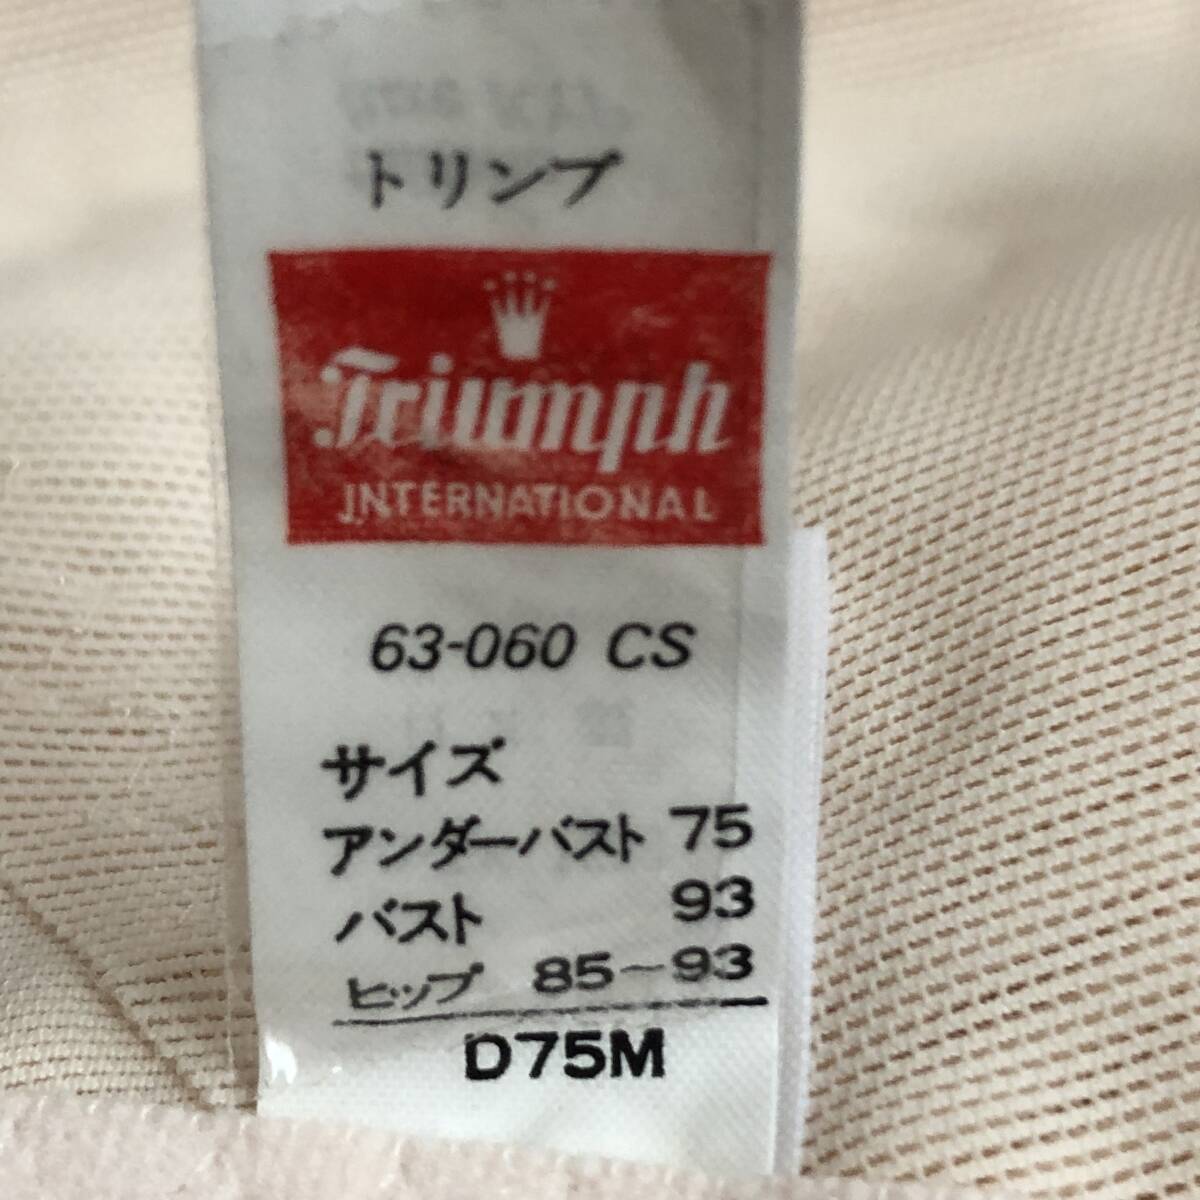 トリンプ
Triumph
INTERNATIONAL
63-060 CS
サイズ
アンダーバスト 75
バスト 93
ヒップ 85-93
D75M